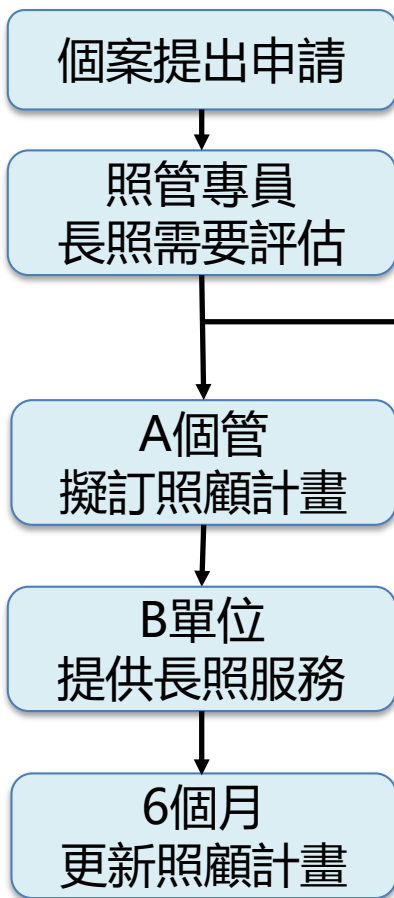 個案提出申請
照管專員
長照需要評估
A個管
擬訂照顧計畫
B單位
提供長照服務
6個月
更新照顧計畫